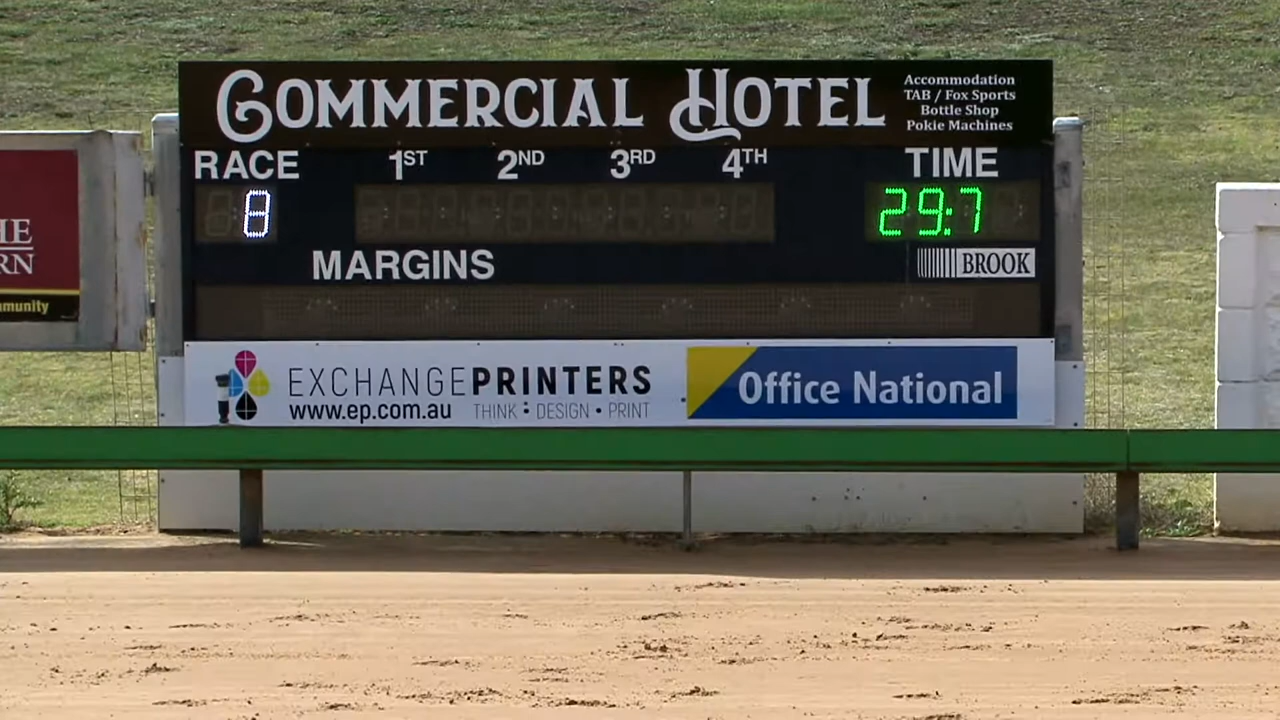 COMMERCIAL HOTEL
Accommodation
TAB / Fox Sports
Bottle Shop
Pokie Machines
RACE 1ST 2ND 3RD 4TH TIME
8 29:7
MARGINS
BROOK
EXCHANGEPRINTERS
www.ep.com.au THINK : DESIGN • PRINT
Office National